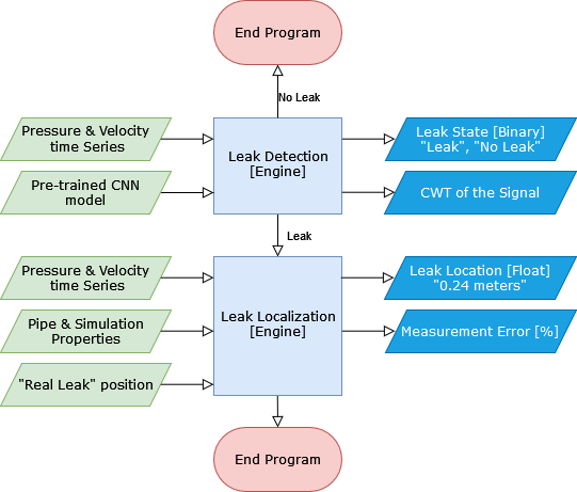 End Program
No Leak
Pressure & Velocity
time Series
Pre-trained CNN
model
Leak Detection
[Engine]
Leak State [Binary]
"Leak", "No Leak"
CWT of the Signal
Leak
Pressure & Velocity
time Series
Pipe & Simulation
Properties
"Real Leak" position
Leak Localization
[Engine]
Leak Location [Float]
"0.24 meters"
Measurement Error [%]
End Program